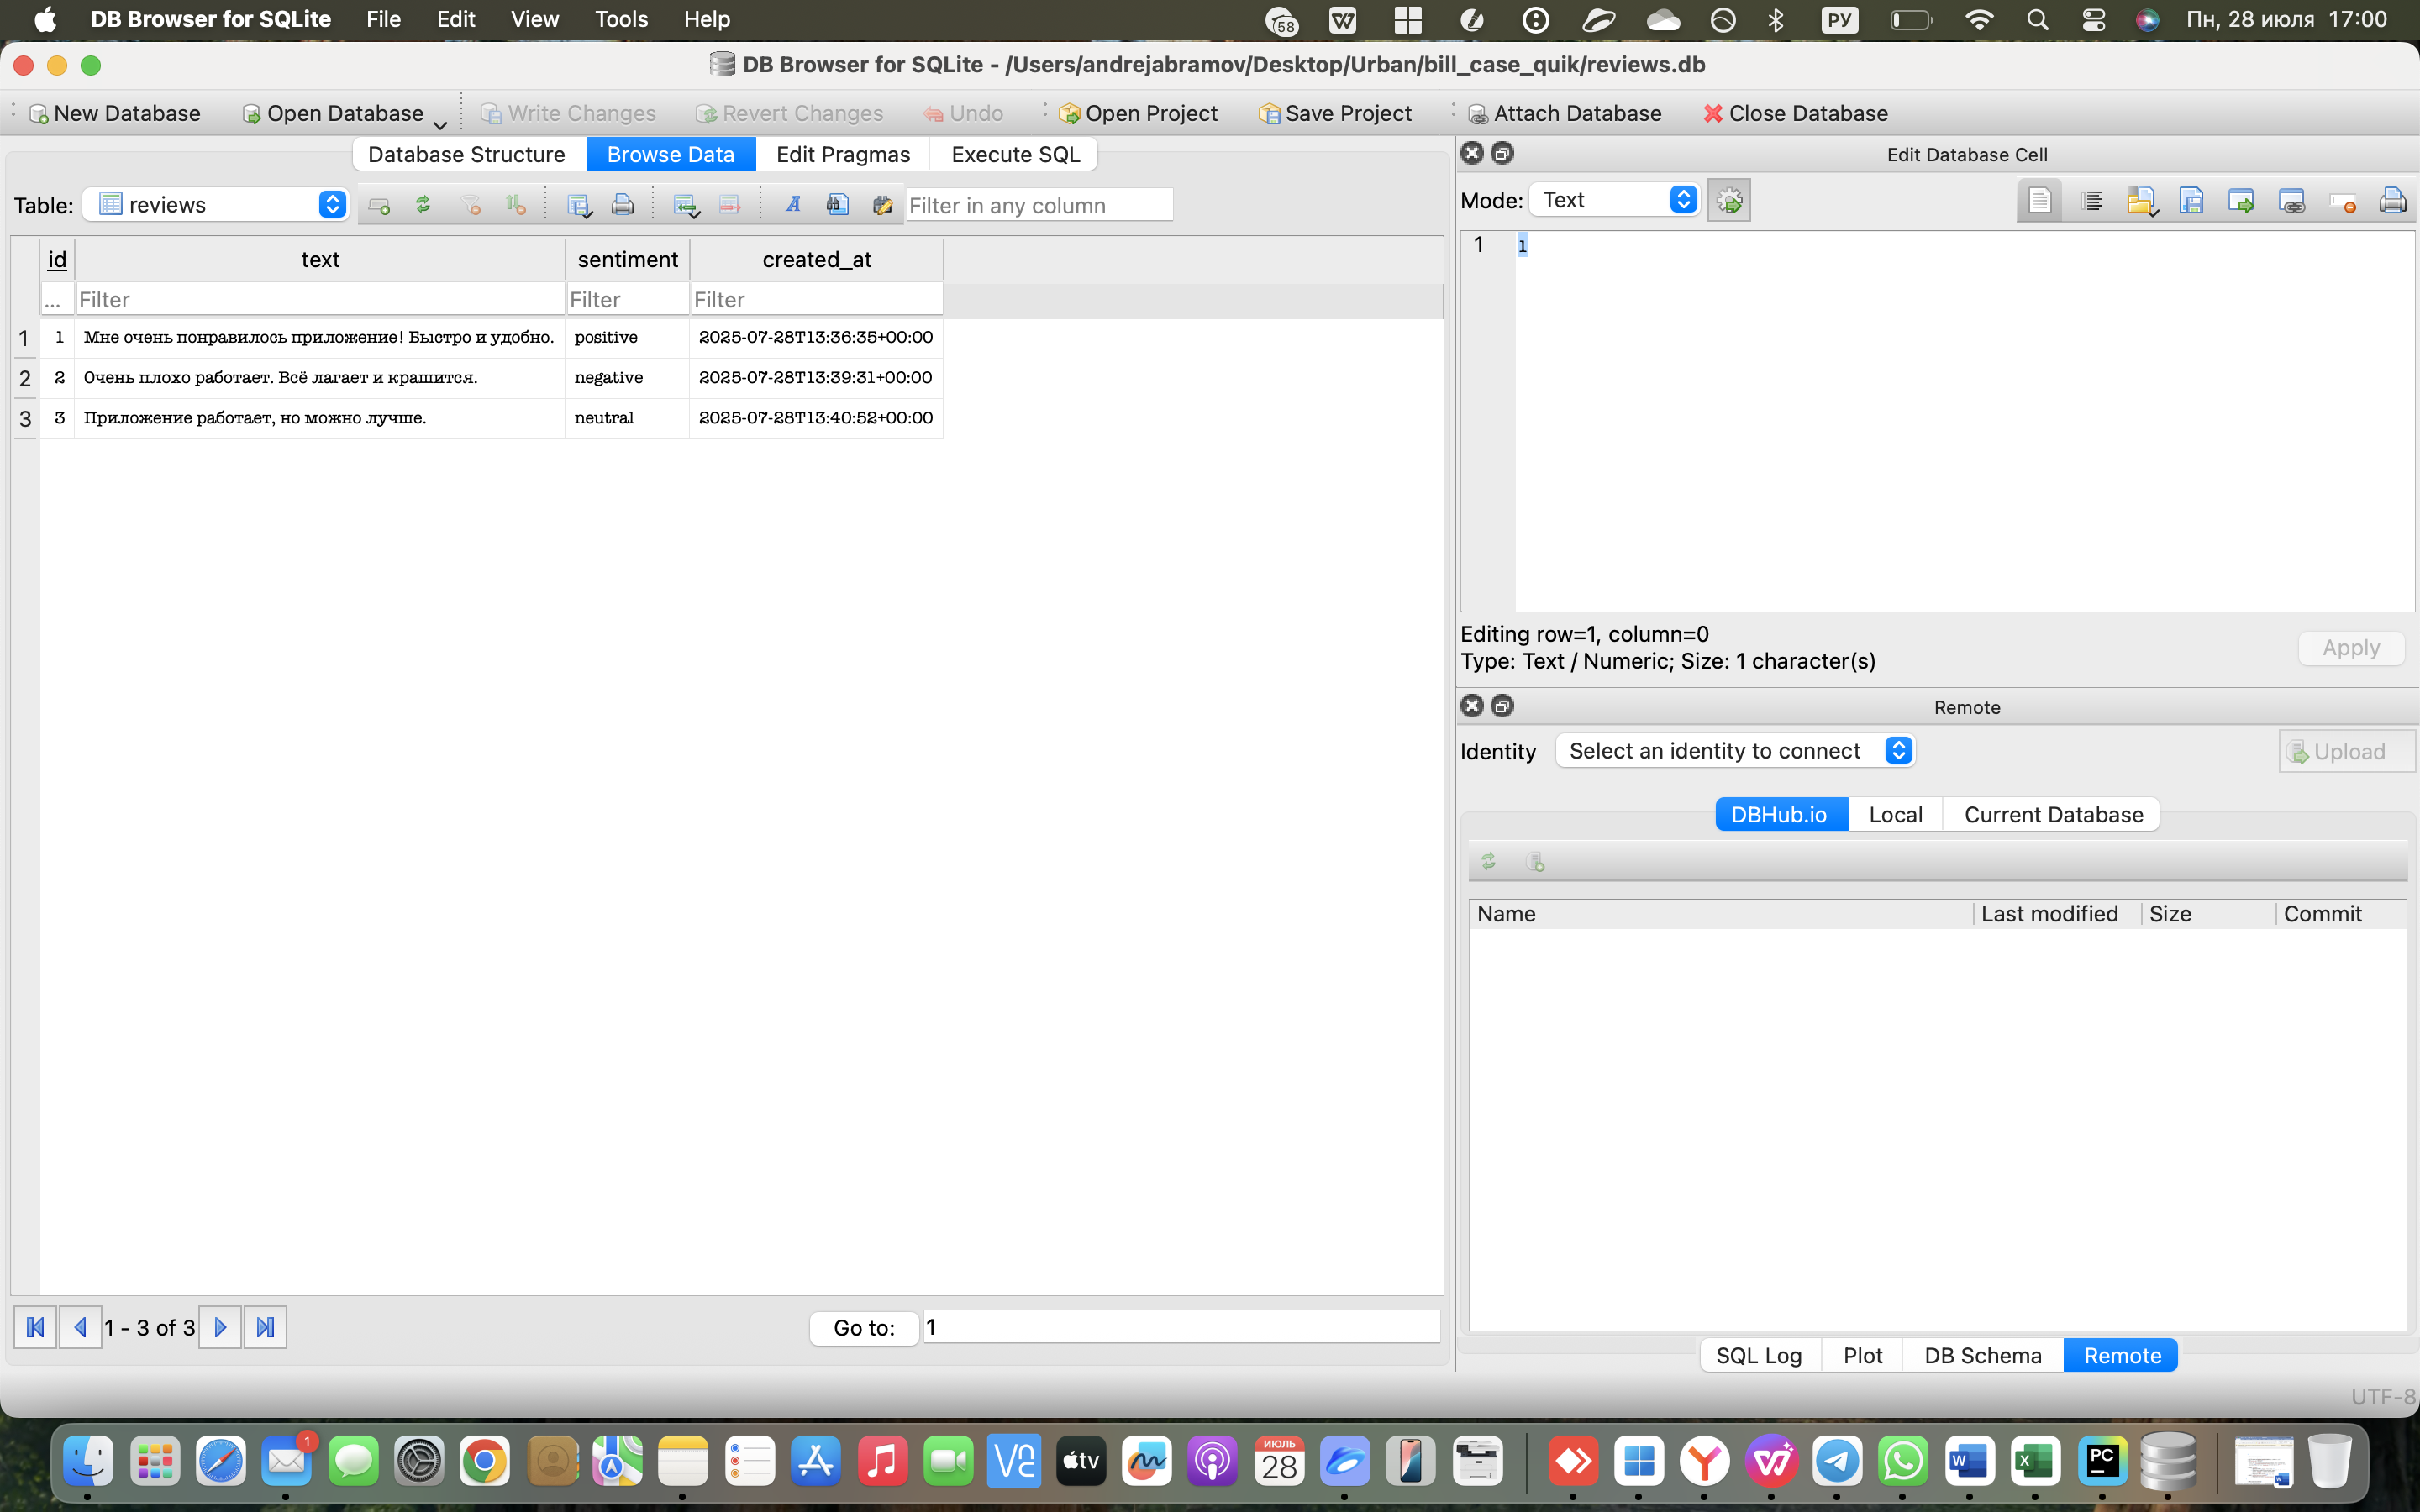 DB Browser for SQLite File Edit View Tools Help 58 РУ Пн, 28 июля 17:00
DB Browser for SQLite - /Users/andrejabramov/Desktop/Urban/bill_case_quik/reviews.db
New Database Open Database Write Changes Revert Changes Undo Open Project Save Project Attach Database Close Database
Database Structure Browse Data Edit Pragmas Execute SQL
Table: reviews Filter in any column
id text sentiment created_at
... Filter Filter Filter
1 1 Мне очень понравилось приложение! Быстро и удобно. positive 2025-07-28T13:36:35+00:00
2 2 Очень плохо работает. Всё лагает и крашится. negative 2025-07-28T13:39:31+00:00
3 3 Приложение работает, но можно лучше. neutral 2025-07-28T13:40:52+00:00
1 - 3 of 3 Go to: 1
Edit Database Cell
Mode: Text
1 1
Editing row=1, column=0
Type: Text / Numeric; Size: 1 character(s)
Apply
Remote
Identity Select an identity to connect Upload
DBHub.io Local Current Database
Name Last modified Size Commit
SQL Log Plot DB Schema Remote
UTF-8
1 tv ИЮЛЬ 28 W X PC